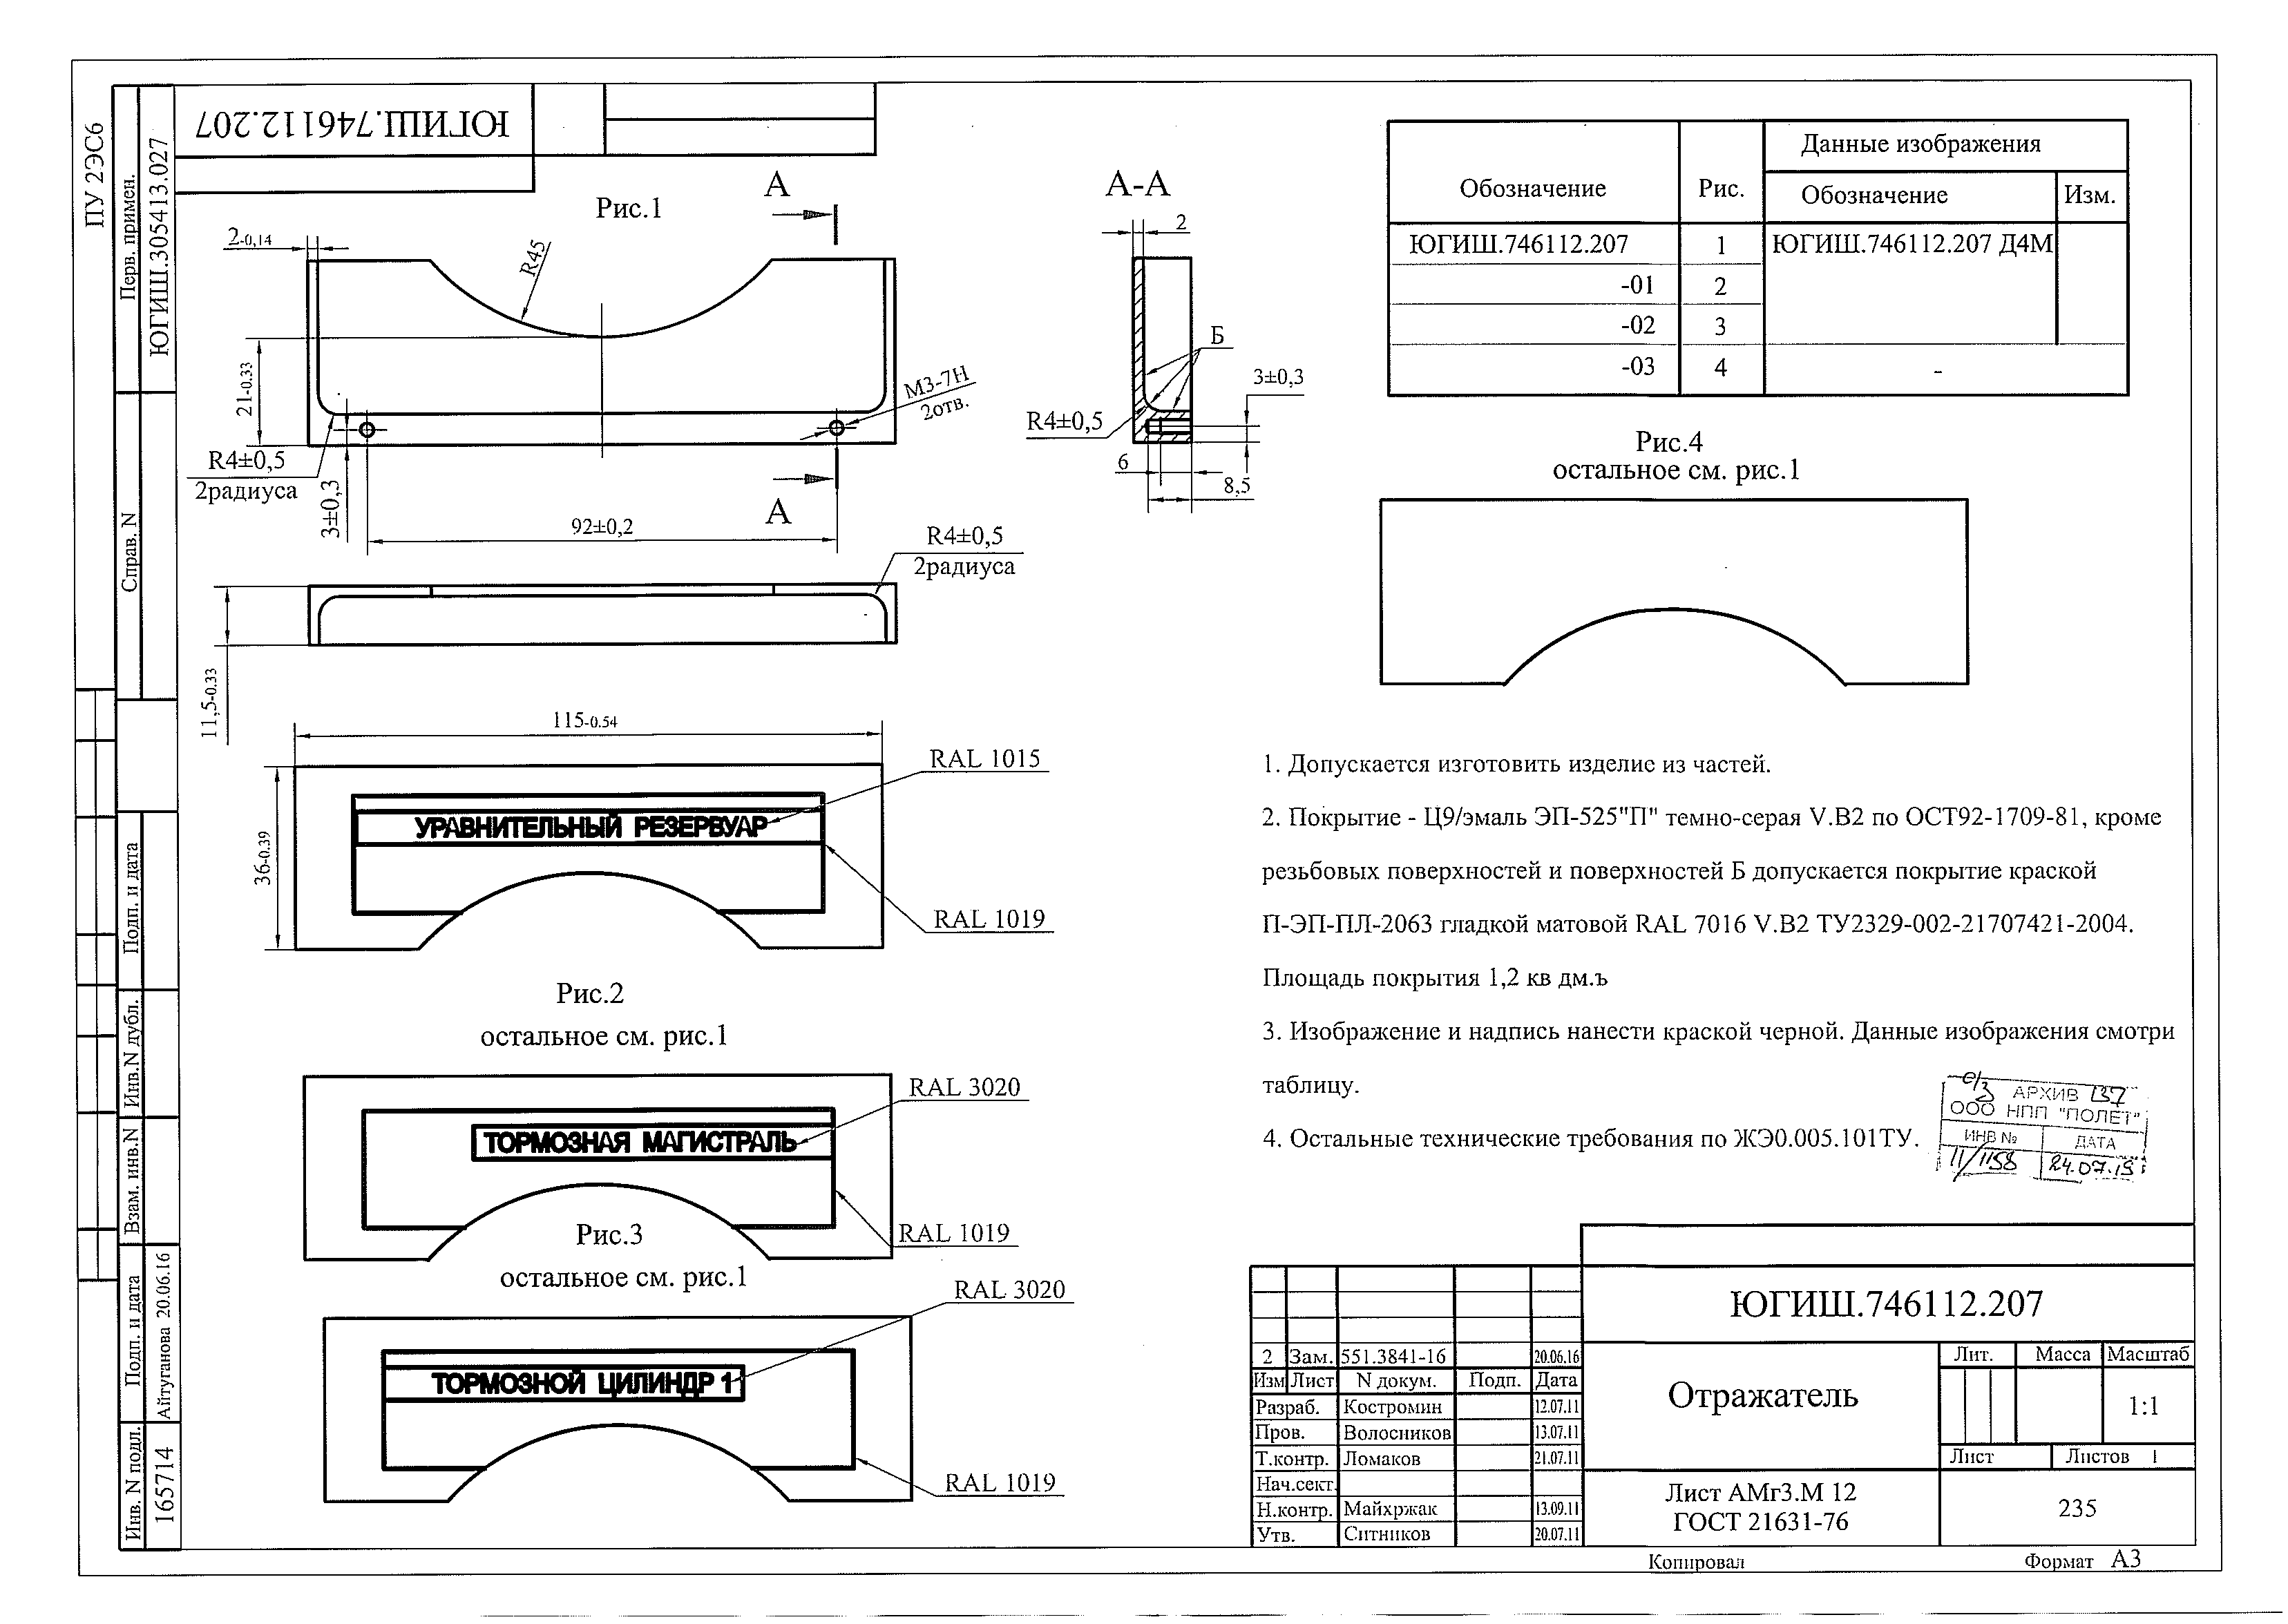 ПУ 2ЭС6
Перв. примен.
ЮГИШ.305413.027
Справ. N
Подп. и дата
Инв.N дубл.
Взам. инв.N
Подп. и дата
Айтуганова 20.06.16
Инв. N подл.
165714
ЮГИШ.746112.207
Рис.1
А
А
2-0,14
R45
21-0.33
М3-7Н
2отв.
R4±0,5
2радиуса
3±0,3
92±0,2
А-А
2
Б
3±0,3
R4±0,5
6
8,5
R4±0,5
2радиуса
11,5-0.33
115-0.54
36-0.39
УРАВНИТЕЛЬНЫЙ РЕЗЕРВУАР
RAL 1015
RAL 1019
Рис.2
остальное см. рис.1
ТОРМОЗНАЯ МАГИСТРАЛЬ
RAL 3020
RAL 1019
Рис.3
остальное см. рис.1
ТОРМОЗНОЙ ЦИЛИНДР 1
RAL 3020
RAL 1019
Обозначение Рис. Данные изображения
Обозначение Изм.
ЮГИШ.746112.207 1 ЮГИШ.746112.207 Д4М
-01 2
-02 3
-03 4 -
Рис.4
остальное см. рис.1
1. Допускается изготовить изделие из частей.
2. Покрытие - Ц9/эмаль ЭП-525"П" темно-серая V.В2 по ОСТ92-1709-81, кроме
резьбовых поверхностей и поверхностей Б допускается покрытие краской
П-ЭП-ПЛ-2063 гладкой матовой RAL 7016 V.В2 ТУ2329-002-21707421-2004.
Площадь покрытия 1,2 кв дм.ъ
3. Изображение и надпись нанести краской черной. Данные изображения смотри
таблицу.
4. Остальные технические требования по ЖЭ0.005.101ТУ.
АРХИВ 137
ООО НПП "ПОЛЕТ"
ИНВ № ДАТА
11/1158 24.07.19
ЮГИШ.746112.207
2 Зам. 551.3841-16 20.06.16
Изм Лист N докум. Подп. Дата
Разраб. Костромин 12.07.11
Пров. Волосников 13.07.11
Т.контр. Ломаков 21.07.11
Нач.сект.
Н.контр. Майхржак 13.09.11
Утв. Ситников 20.07.11
Отражатель
Лит. Масса Масштаб
1:1
Лист Листов 1
Лист АМг3.М 12
ГОСТ 21631-76
235
Копировал Формат А3